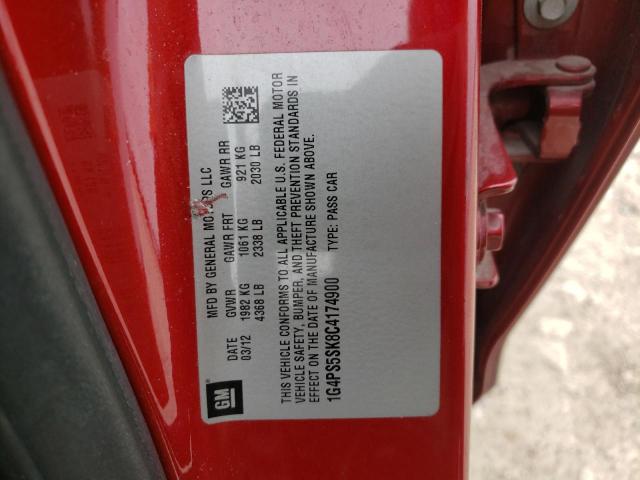 GM
MFD BY GENERAL MOTORS LLC
DATE GVWR GAWR FRT GAWR RR
03/12 1982 KG 1061 KG 921 KG
4368 LB 2338 LB 2030 LB
THIS VEHICLE CONFORMS TO ALL APPLICABLE U.S. FEDERAL MOTOR
VEHICLE SAFETY, BUMPER, AND THEFT PREVENTION STANDARDS IN
EFFECT ON THE DATE OF MANUFACTURE SHOWN ABOVE.
1G4PS5SK8C4174900 TYPE: PASS CAR